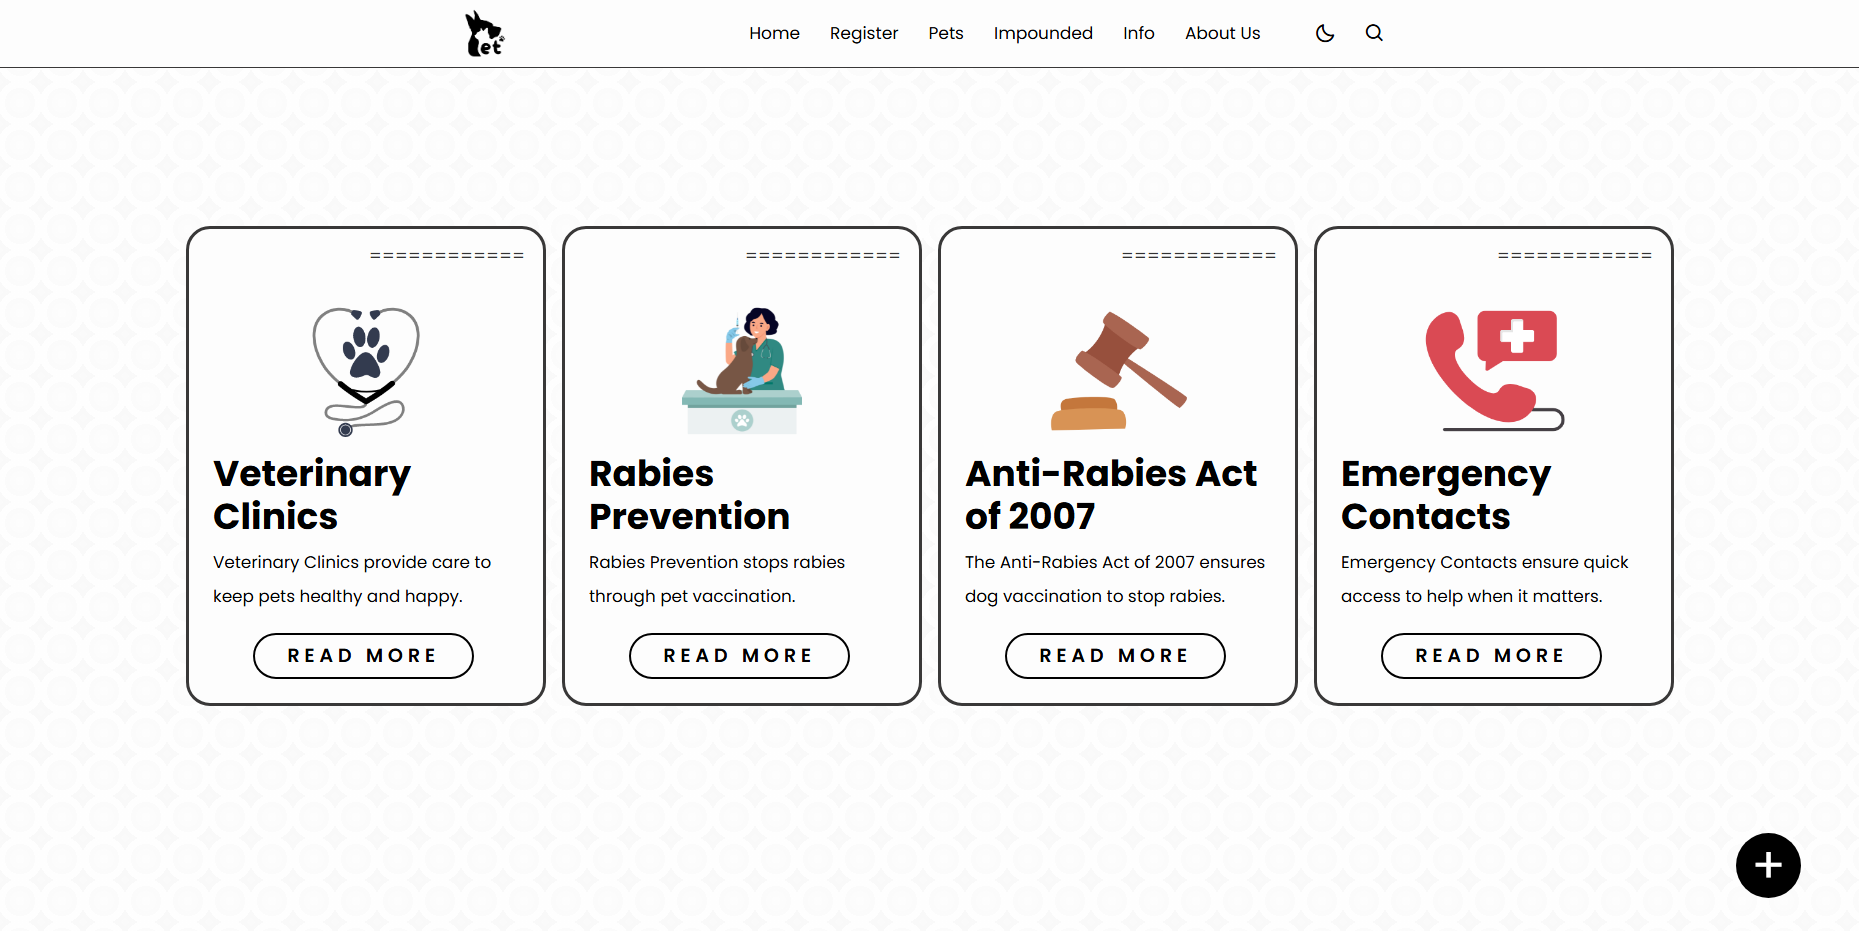 et
Home Register Pets Impounded Info About Us
============
Veterinary
Clinics
Veterinary Clinics provide care to
keep pets healthy and happy.
READ MORE
============
Rabies
Prevention
Rabies Prevention stops rabies
through pet vaccination.
READ MORE
============
Anti-Rabies Act
of 2007
The Anti-Rabies Act of 2007 ensures
dog vaccination to stop rabies.
READ MORE
============
Emergency
Contacts
Emergency Contacts ensure quick
access to help when it matters.
READ MORE
+